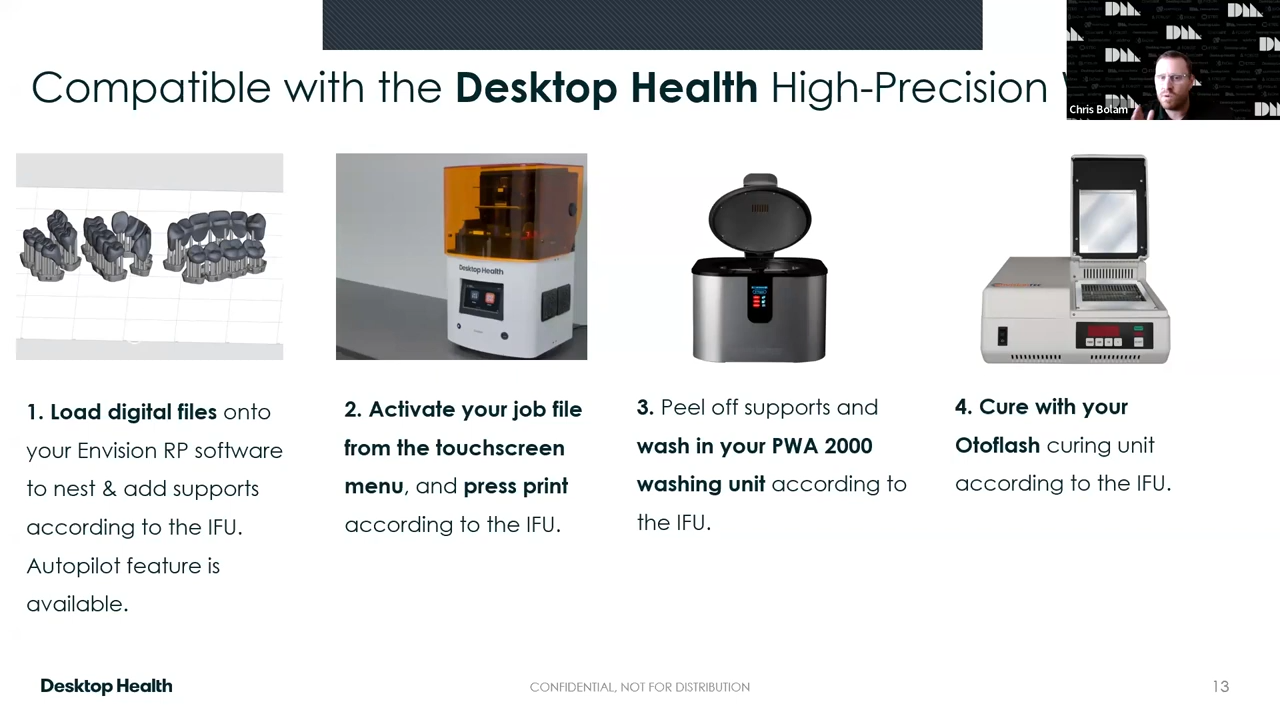 Compatible with the Desktop Health High-Precision
Chris Bolam
Desktop Health
1. Load digital files onto
your Envision RP software
to nest & add supports
according to the IFU.
Autopilot feature is
available.
2. Activate your job file
from the touchscreen
menu, and press print
according to the IFU.
3. Peel off supports and
wash in your PWA 2000
washing unit according to
the IFU.
4. Cure with your
Otoflash curing unit
according to the IFU.
Desktop Health
CONFIDENTIAL, NOT FOR DISTRIBUTION
13